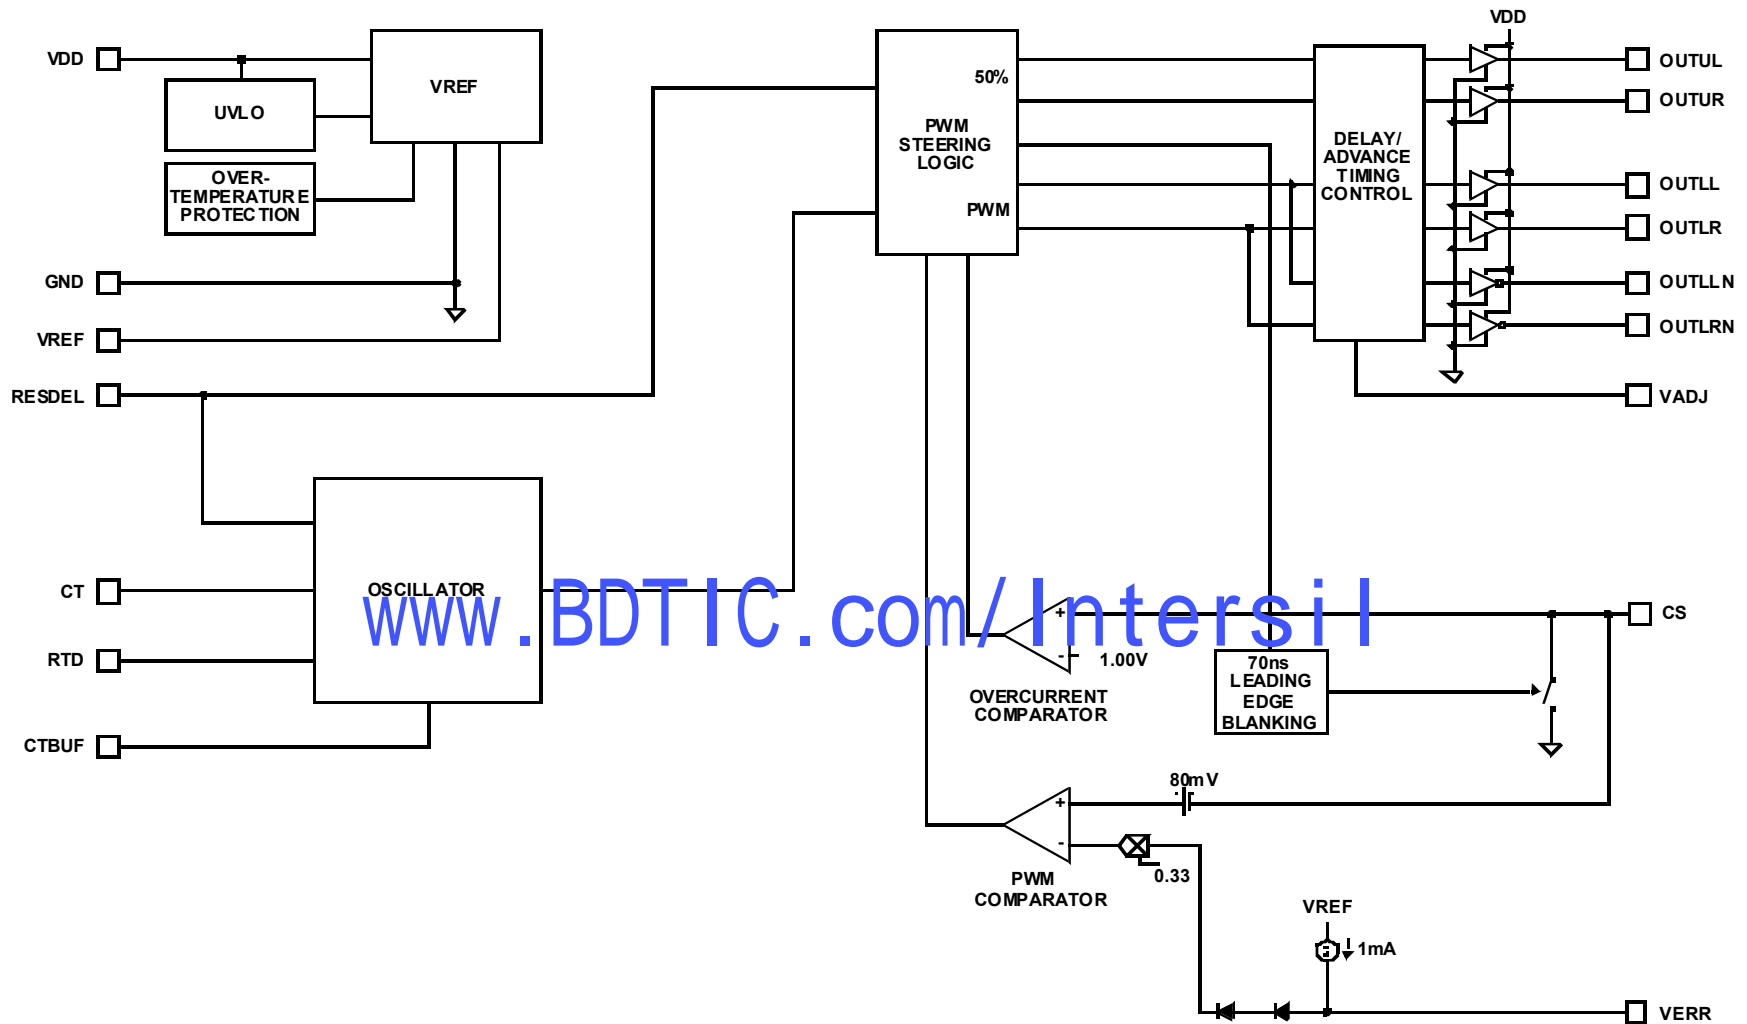 VDD
UVLO
VREF
OVER-
TEMPERATURE
PROTECTION
GND
VREF
RESDEL
CT
RTD
CTBUF
OSCILLATOR
50%
PWM
STEERING
LOGIC
PWM
DELAY/
ADVANCE
TIMING
CONTROL
VDD
OUTUL
OUTUR
OUTLL
OUTLR
OUTLLN
OUTLRN
VADJ
www.BDTIC.com/Intersil
+
-
1.00V
OVERCURRENT
COMPARATOR
70ns
LEADING
EDGE
BLANKING
CS
80mV
+
-
0.33
PWM
COMPARATOR
VREF
1mA
VERR